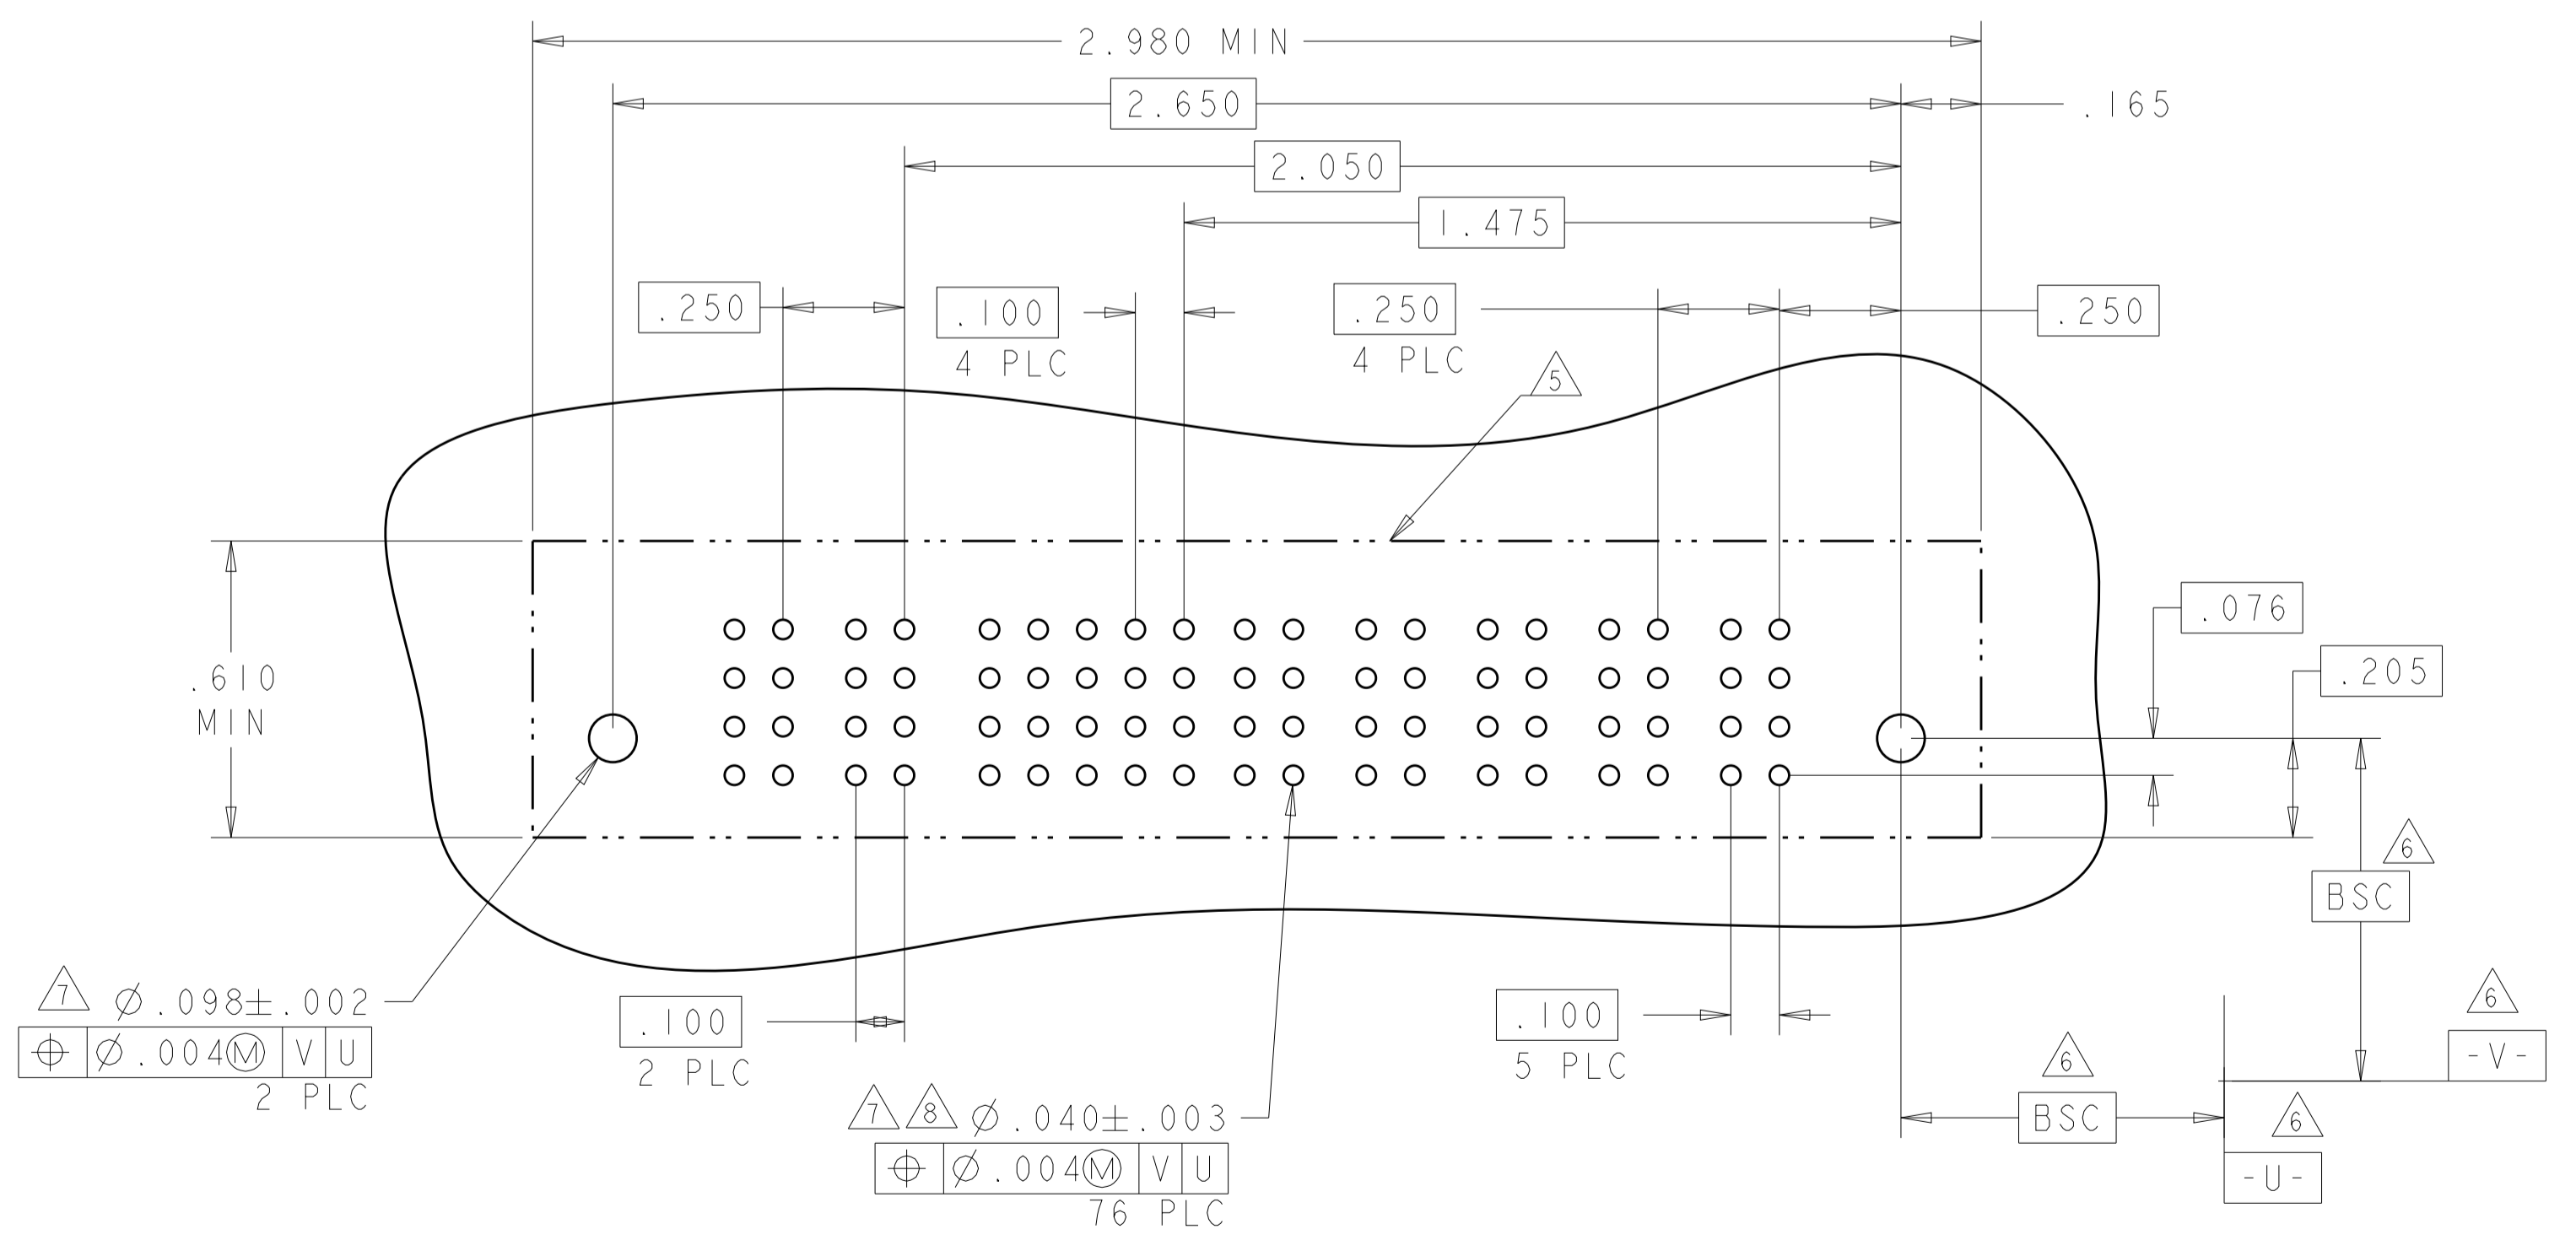 2.980 MIN
2.650
.165
2.050
1.475
.250
.100
4 PLC
.250
4 PLC
.250
5
.076
.205
.610
MIN
6
BSC
7 Ø.098±.002
⌖ Ø.004Ⓜ V U
2 PLC
.100
2 PLC
.100
5 PLC
7 8 Ø.040±.003
⌖ Ø.004Ⓜ V U
76 PLC
6
BSC
6
-V-
6
-U-